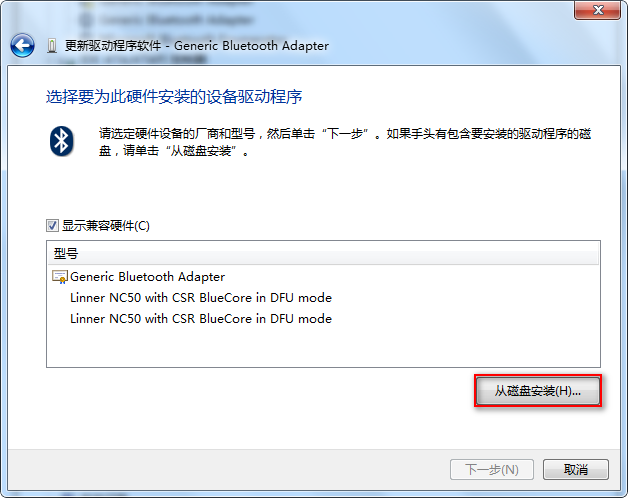 更新驱动程序软件 - Generic Bluetooth Adapter
选择要为此硬件安装的设备驱动程序
请选定硬件设备的厂商和型号，然后单击“下一步”。如果手头有包含要安装的驱动程序的磁
盘，请单击“从磁盘安装”。
显示兼容硬件(C)
型号
Generic Bluetooth Adapter
Linner NC50 with CSR BlueCore in DFU mode
Linner NC50 with CSR BlueCore in DFU mode
从磁盘安装(H)...
下一步(N)
取消